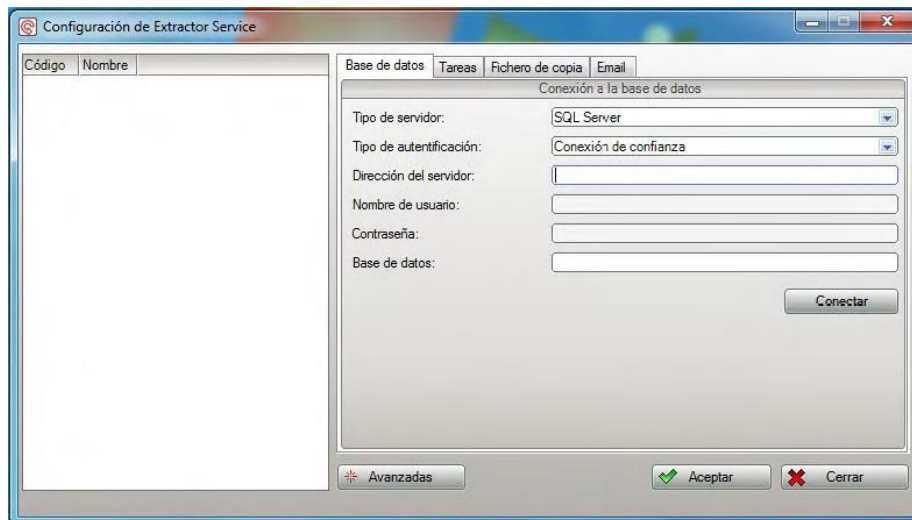 Configuración de Extractor Service
Código Nombre
Base de datos Tareas Fichero de copia Email
Conexión a la base de datos
Tipo de servidor: SQL Server
Tipo de autentificación: Conexión de confianza
Dirección del servidor:
Nombre de usuario:
Contraseña:
Base de datos:
Conectar
Avanzadas Aceptar Cerrar